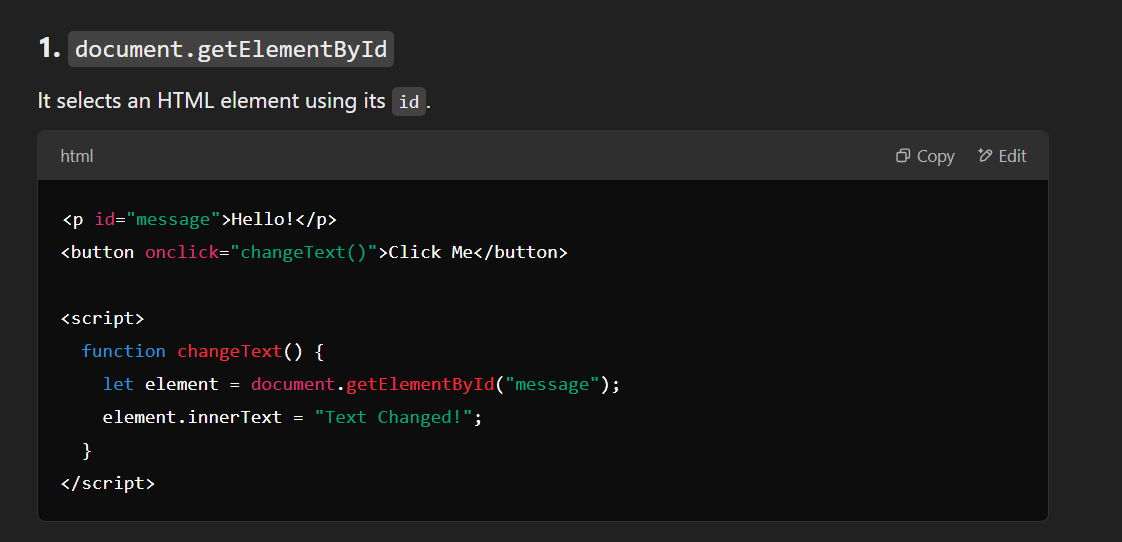 1. document.getElementById
It selects an HTML element using its id.
html Copy Edit
<p id="message">Hello!</p>
<button onclick="changeText()">Click Me</button>
<script>
function changeText() {
let element = document.getElementById("message");
element.innerText = "Text Changed!";
}
</script>